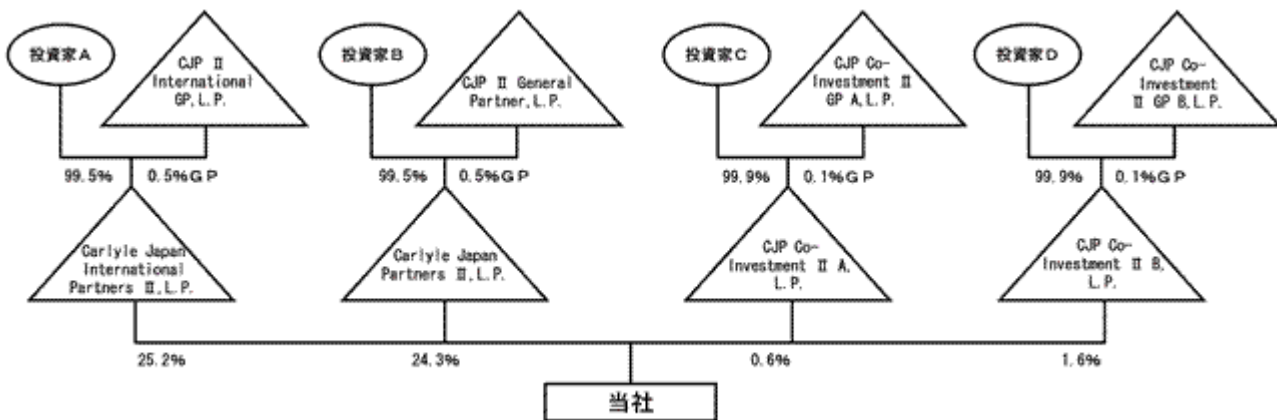 投資家A
CJP Ⅱ
International
GP,L.P.
投資家B
CJP Ⅱ General
Partner,L.P.
投資家C
CJP Co-
Investment Ⅱ
GP A,L.P.
投資家D
CJP Co-
Investment
Ⅱ GP B,L.P.
99.5%
0.5%GP
99.5%
0.5%GP
99.9%
0.1%GP
99.9%
0.1%GP
Carlyle Japan
International
Partners Ⅱ,L.P.
Carlyle Japan
Partners Ⅱ,L.P.
CJP Co-
Investment Ⅱ A,
L.P.
CJP Co-
Investment Ⅱ B,
L.P.
25.2%
24.3%
0.6%
1.6%
当社